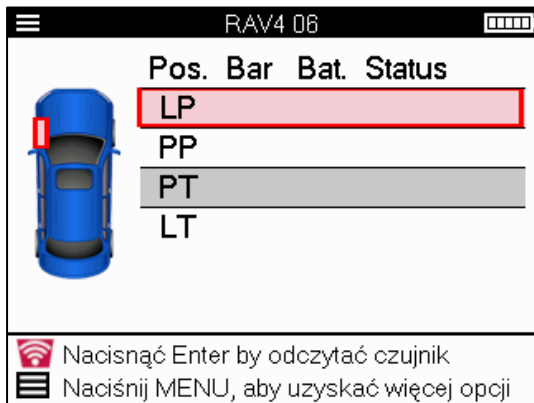 RAV4 06
Pos. Bar Bat. Status
LP
PP
PT
LT
Nacisnąć Enter by odczytać czujnik
Naciśnij MENU, aby uzyskać więcej opcji